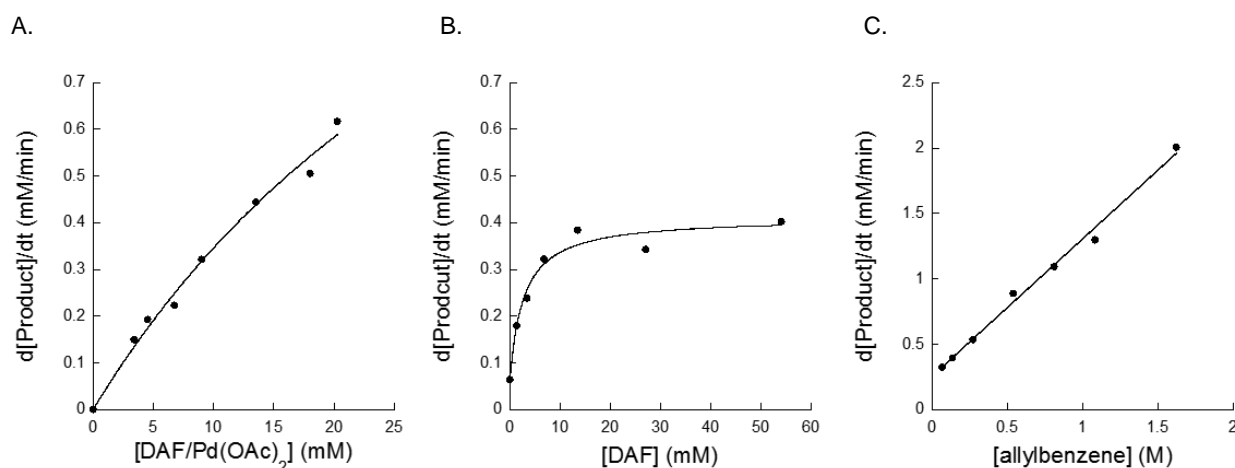 A.
B.
C.
0.7
0.6
0.5
0.4
0.3
0.2
0.1
0
d[Product]/dt (mM/min)
0 5 10 15 20 25
[DAF/Pd(OAc)2] (mM)
0.7
0.6
0.5
0.4
0.3
0.2
0.1
0
d[Prodcut]/dt (mM/min)
0 10 20 30 40 50 60
[DAF] (mM)
2.5
2
1.5
1
0.5
0
d[Product]/dt (mM/min)
0 0.5 1 1.5 2
[allylbenzene] (M)